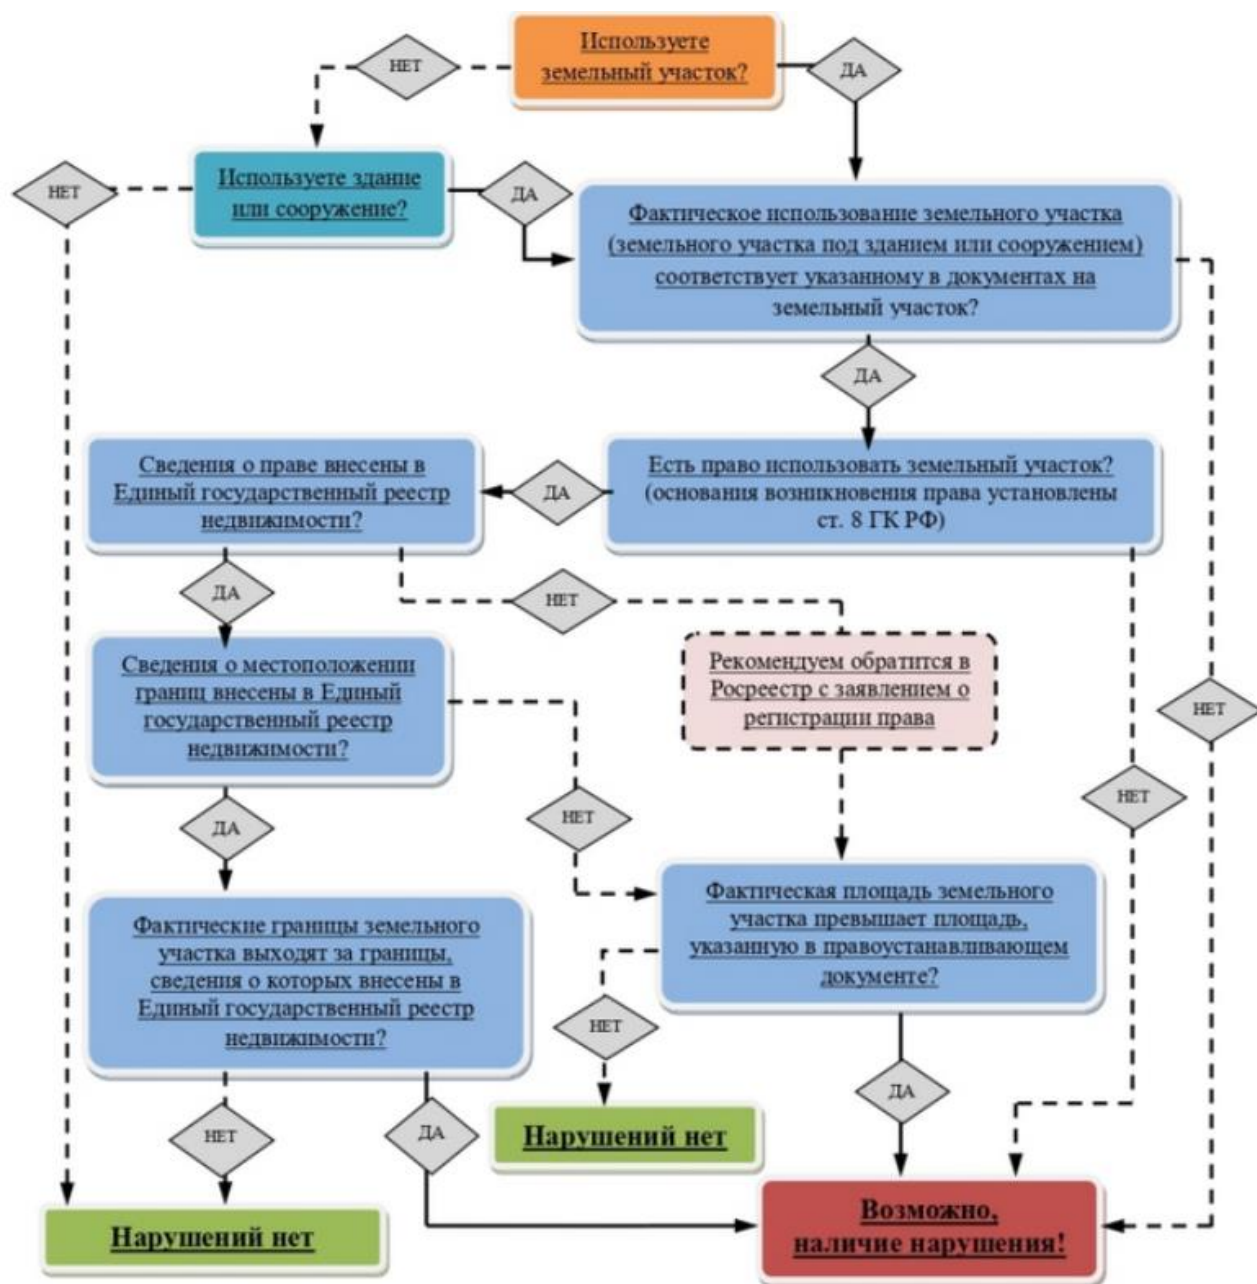 Используете
земельный участок?
НЕТ
ДА
Используете здание
или сооружение?
НЕТ
ДА
Фактическое использование земельного участка
(земельного участка под зданием или сооружением)
соответствует указанному в документах на
земельный участок?
ДА
Сведения о праве внесены в
Единый государственный реестр
недвижимости?
ДА
Есть право использовать земельный участок?
(основания возникновения права установлены
ст. 8 ГК РФ)
ДА
НЕТ
Сведения о местоположении
границ внесены в Единый
государственный реестр
недвижимости?
Рекомендуем обратится в
Росреестр с заявлением о
регистрации права
НЕТ
НЕТ
ДА
НЕТ
Фактические границы земельного
участка выходят за границы,
сведения о которых внесены в
Единый государственный реестр
недвижимости?
Фактическая площадь земельного
участка превышает площадь,
указанную в правоустанавливающем
документе?
НЕТ
ДА
НЕТ
ДА
Нарушений нет
Нарушений нет
Возможно,
наличие нарушения!